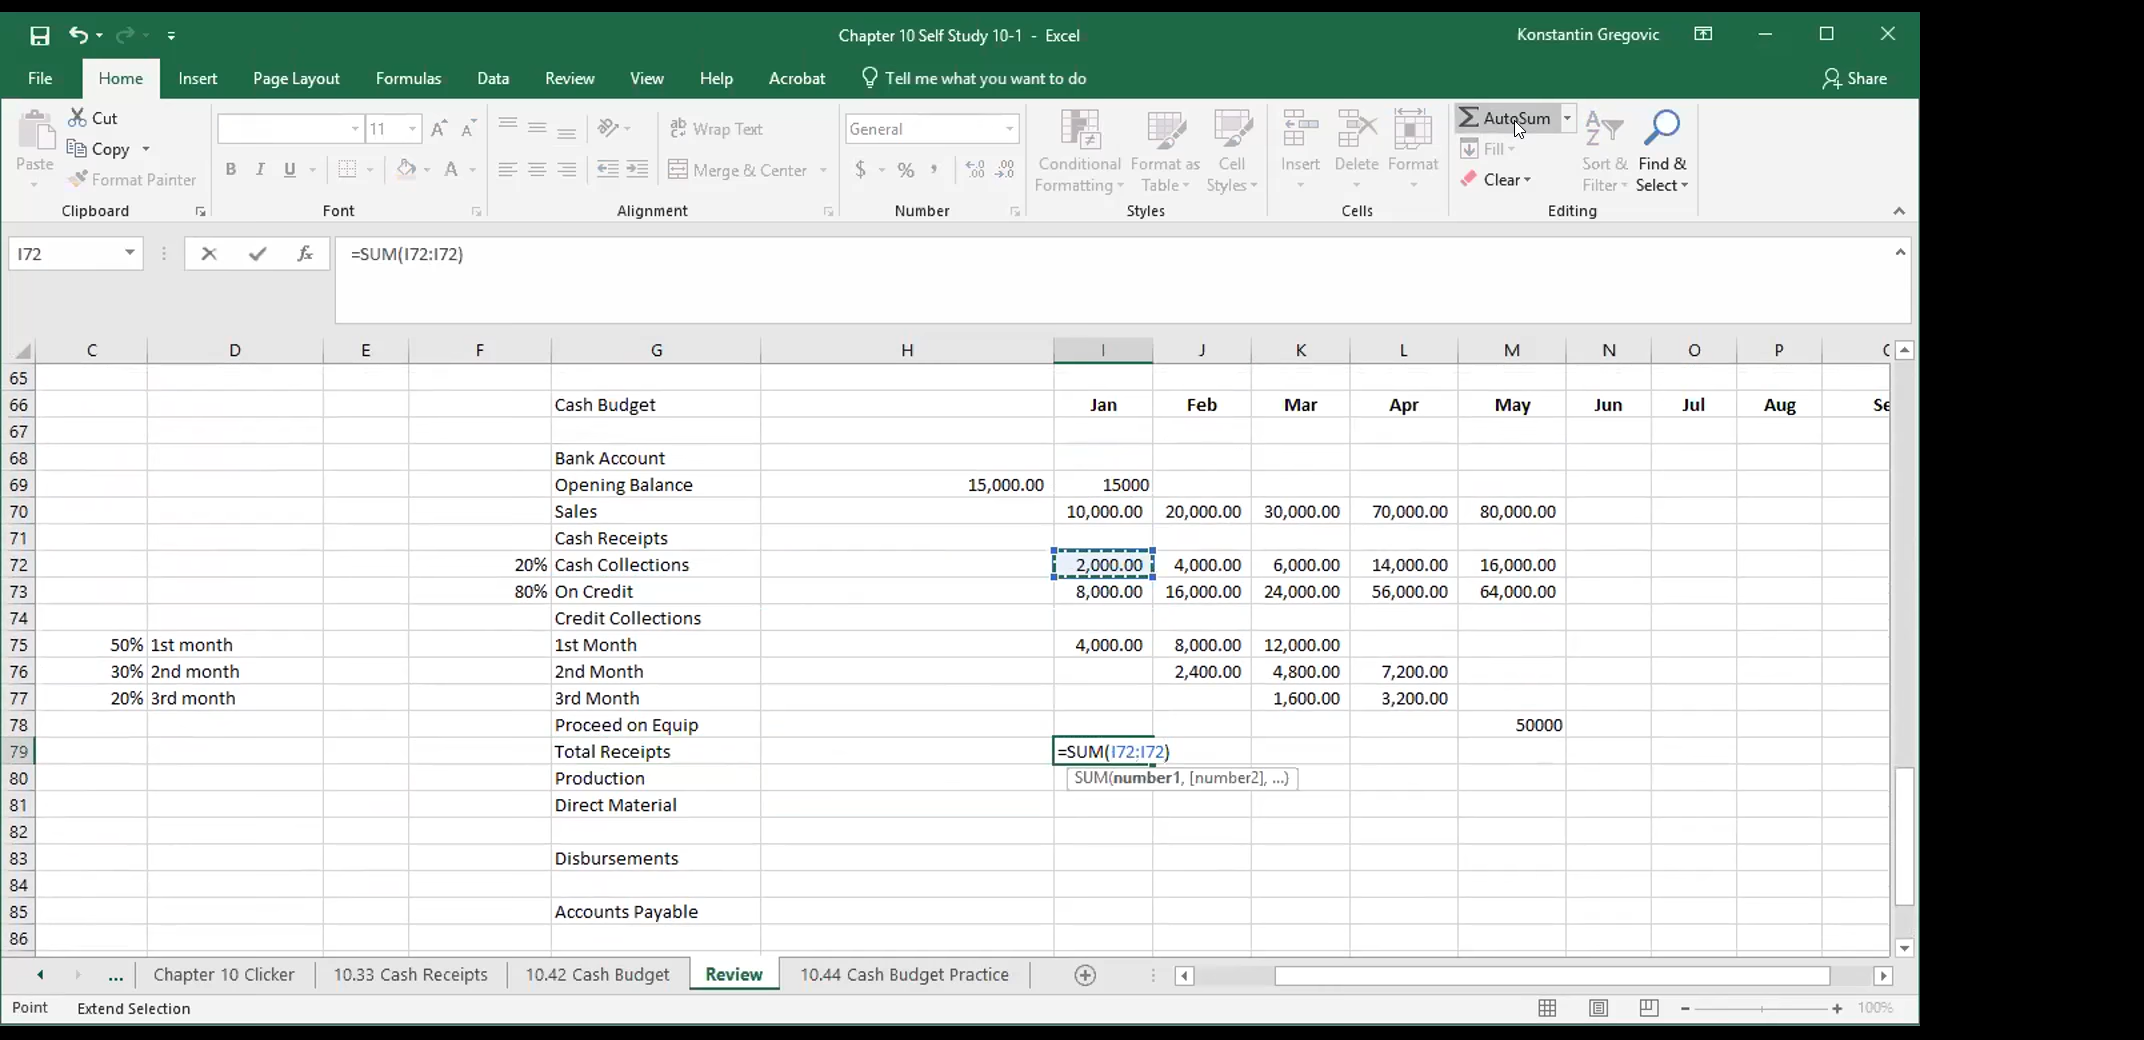 Chapter 10 Self Study 10-1 - Excel
Konstantin Gregovic
File Home Insert Page Layout Formulas Data Review View Help Acrobat Tell me what you want to do Share
Cut
Copy
Paste
Format Painter
Clipboard
11
B I U
A A A
Font
ab Wrap Text
Merge & Center
Alignment
General
$ % ,
Number
Conditional Formatting
Format as Table
Cell Styles
Styles
Insert Delete Format
Cells
AutoSum
Fill
Clear
Sort & Filter
Find & Select
Editing
I72 fx =SUM(I72:I72)
C D E F G H I J K L M N O P
65
66 Cash Budget Jan Feb Mar Apr May Jun Jul Aug Se
67
68 Bank Account
69 Opening Balance 15,000.00 15000
70 Sales 10,000.00 20,000.00 30,000.00 70,000.00 80,000.00
71 Cash Receipts
72 20% Cash Collections 2,000.00 4,000.00 6,000.00 14,000.00 16,000.00
73 80% On Credit 8,000.00 16,000.00 24,000.00 56,000.00 64,000.00
74 Credit Collections
75 50% 1st month 1st Month 4,000.00 8,000.00 12,000.00
76 30% 2nd month 2nd Month 2,400.00 4,800.00 7,200.00
77 20% 3rd month 3rd Month 1,600.00 3,200.00
78 Proceed on Equip 50000
79 Total Receipts =SUM(I72:I72)
80 Production SUM(number1, [number2], ...)
81 Direct Material
82
83 Disbursements
84
85 Accounts Payable
86
... Chapter 10 Clicker 10.33 Cash Receipts 10.42 Cash Budget Review 10.44 Cash Budget Practice
Point Extend Selection 100%